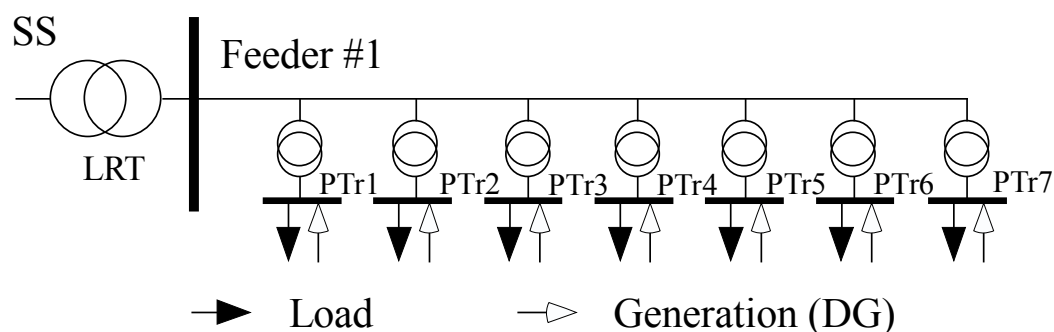 SS
Feeder #1
LRT
PTr1 PTr2 PTr3 PTr4 PTr5 PTr6 PTr7
Load Generation (DG)